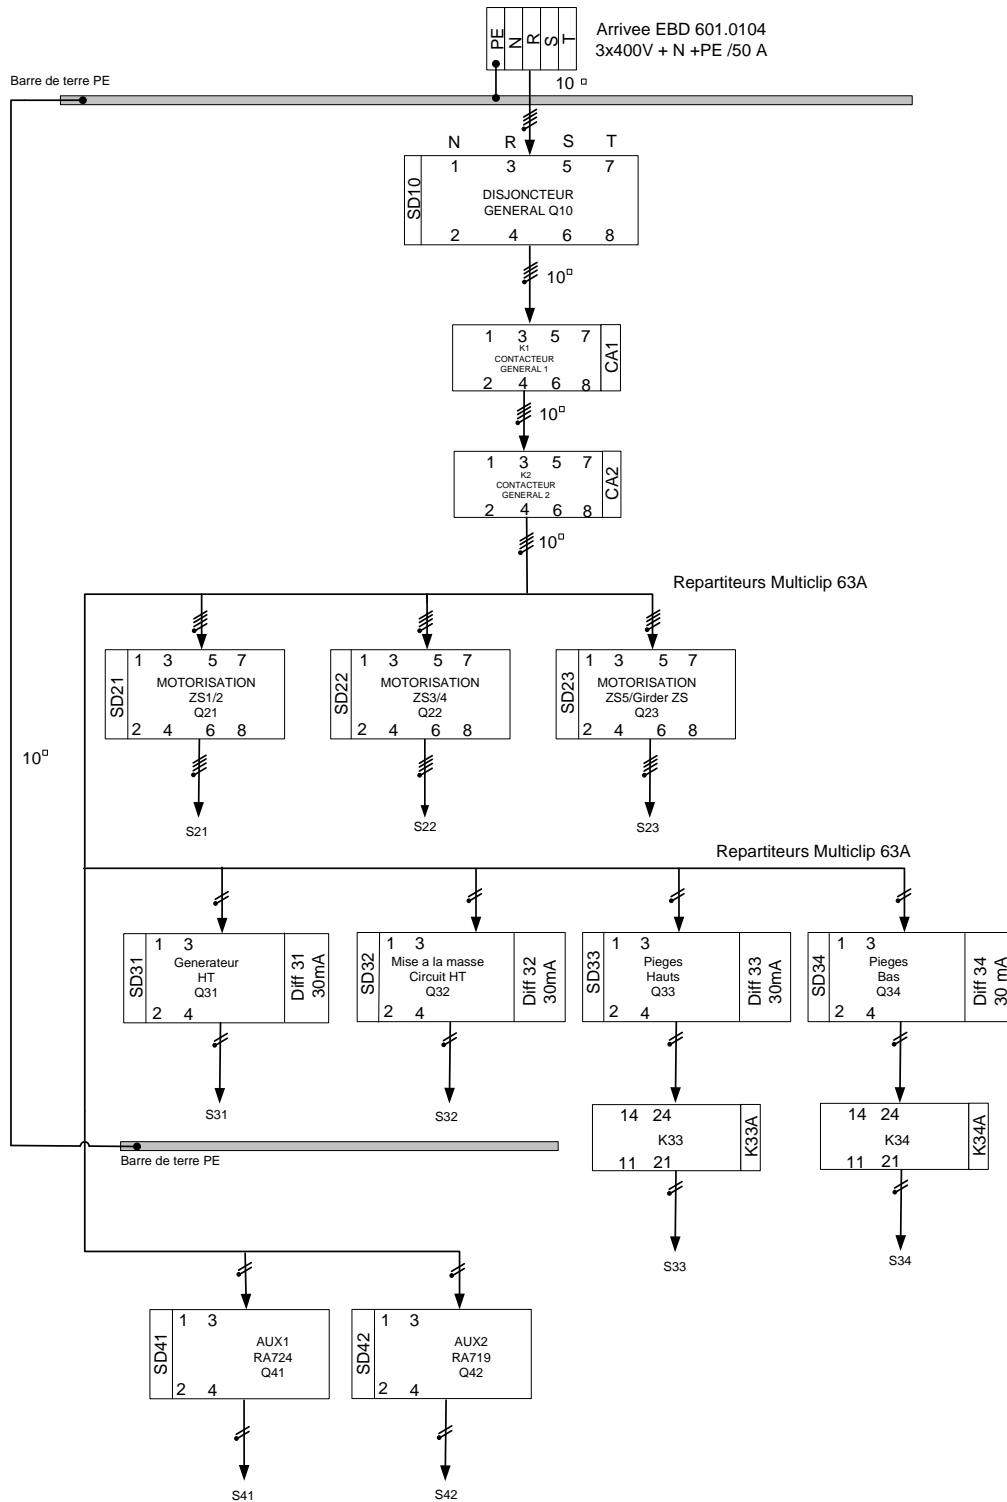 PE N R S T
Arrivee EBD 601.0104
3x400V + N +PE /50 A
Barre de terre PE
10 □
N R S T
SD10
1 3 5 7
DISJONCTEUR
GENERAL Q10
2 4 6 8
10□
1 3 5 7
K1
CONTACTEUR
GENERAL 1
2 4 6 8
CA1
10□
1 3 5 7
K2
CONTACTEUR
GENERAL 2
2 4 6 8
CA2
10□
Repartiteurs Multiclip 63A
SD21
1 3 5 7
MOTORISATION
ZS1/2
Q21
2 4 6 8
SD22
1 3 5 7
MOTORISATION
ZS3/4
Q22
2 4 6 8
SD23
1 3 5 7
MOTORISATION
ZS5/Girder ZS
Q23
2 4 6 8
10□
S21
S22
S23
Repartiteurs Multiclip 63A
SD31
1 3
Generateur
HT
Q31
2 4
Diff 31
30mA
SD32
1 3
Mise a la masse
Circuit HT
Q32
2 4
Diff 32
30mA
SD33
1 3
Pieges
Hauts
Q33
2 4
Diff 33
30mA
SD34
1 3
Pieges
Bas
Q34
2 4
Diff 34
30 mA
S31
S32
14 24
K33
11 21
K33A
14 24
K34
11 21
K34A
Barre de terre PE
S33
S34
SD41
1 3
AUX1
RA724
Q41
2 4
SD42
1 3
AUX2
RA719
Q42
2 4
S41
S42